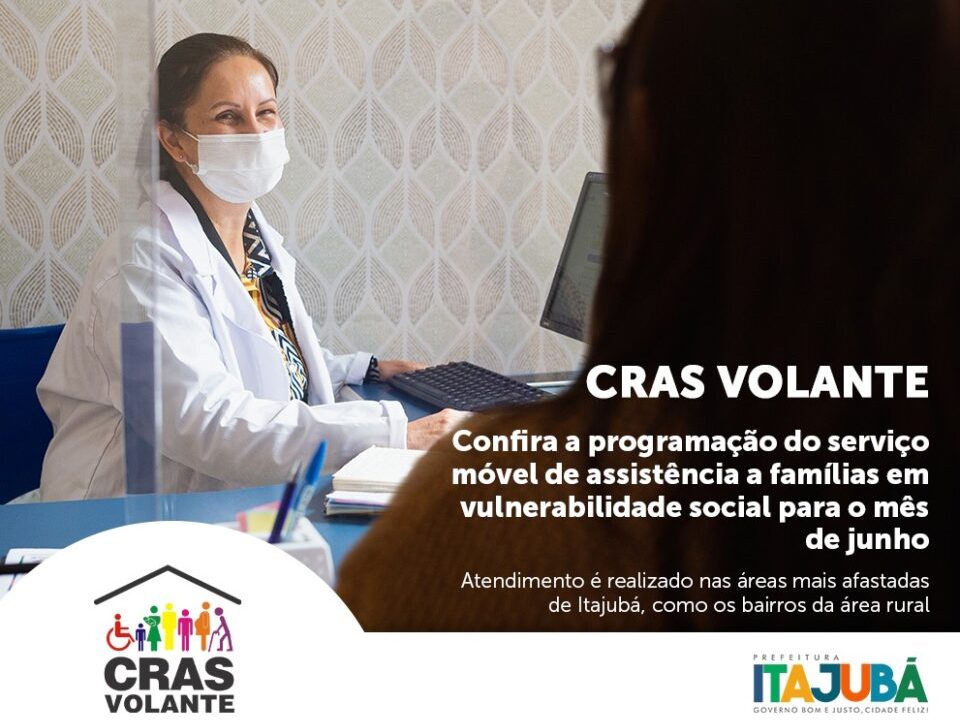 CRAS VOLANTE
Confira a programação do serviço
móvel de assistência a famílias em
vulnerabilidade social para o mês
de junho
Atendimento é realizado nas áreas mais afastadas
de Itajubá, como os bairros da área rural
CRAS
VOLANTE
PREFEITURA
ITAJUBÁ
GOVERNO BOM E JUSTO, CIDADE FELIZ!